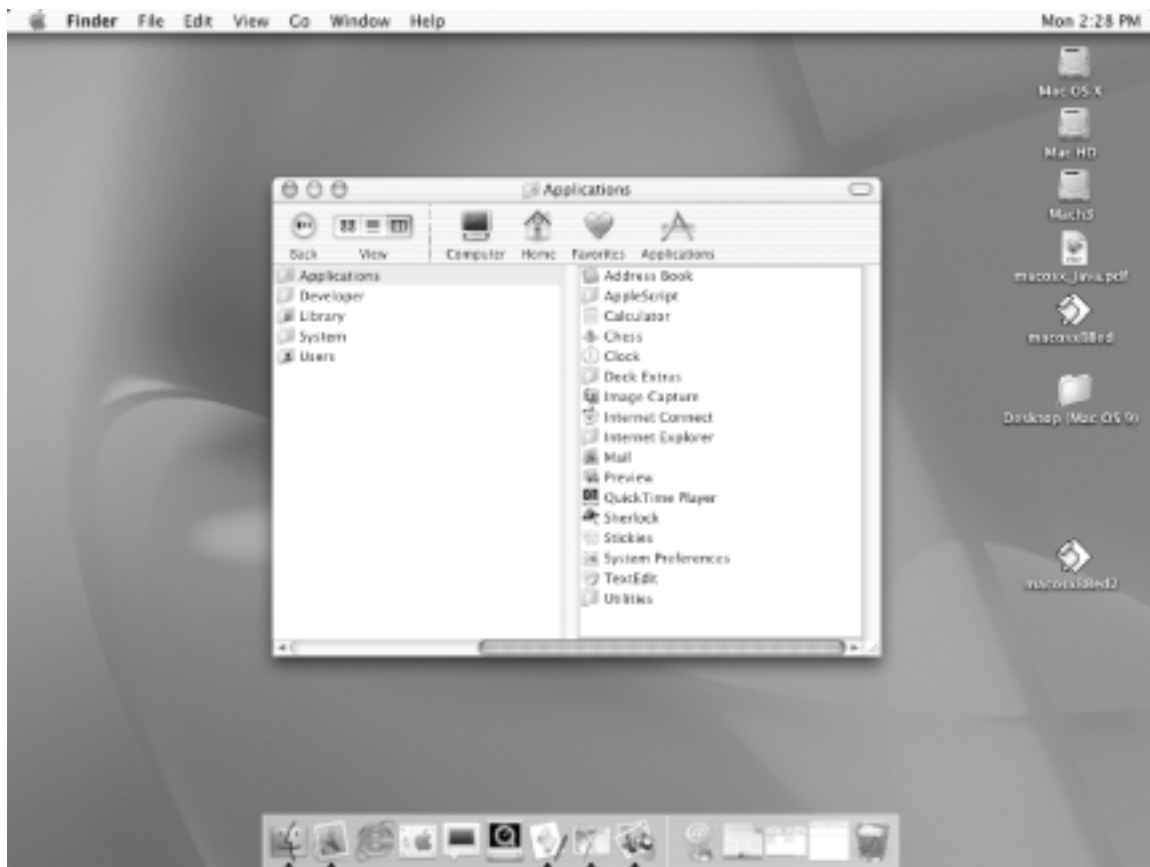 Finder File Edit View Go Window Help
Mon 2:28 PM
Mac OS X
Mac HD
Mach3
macosx_java.pdf
Desktop (Mac OS 9)
Applications
Back View Computer Home Favorites Applications
Applications
Developer
Library
System
Users
Address Book
AppleScript
Calculator
Chess
Clock
Dock Extras
Image Capture
Internet Connect
Internet Explorer
Mail
Preview
QuickTime Player
Sherlock
Stickies
System Preferences
TextEdit
Utilities